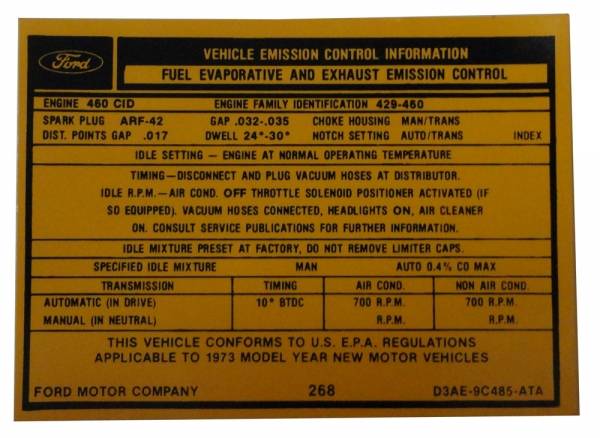 Ford
VEHICLE EMISSION CONTROL INFORMATION
FUEL EVAPORATIVE AND EXHAUST EMISSION CONTROL
ENGINE 460 CID ENGINE FAMILY IDENTIFICATION 429-460
SPARK PLUG ARF-42 GAP .032-.035 CHOKE HOUSING MAN/TRANS
DIST. POINTS GAP .017 DWELL 24°-30° NOTCH SETTING AUTO/TRANS INDEX
IDLE SETTING — ENGINE AT NORMAL OPERATING TEMPERATURE
TIMING—DISCONNECT AND PLUG VACUUM HOSES AT DISTRIBUTOR.
IDLE R.P.M.—AIR COND. OFF THROTTLE SOLENOID POSITIONER ACTIVATED (IF
SO EQUIPPED). VACUUM HOSES CONNECTED, HEADLIGHTS ON, AIR CLEANER
ON. CONSULT SERVICE PUBLICATIONS FOR FURTHER INFORMATION.
IDLE MIXTURE PRESET AT FACTORY, DO NOT REMOVE LIMITER CAPS.
SPECIFIED IDLE MIXTURE MAN AUTO 0.4% CO MAX
TRANSMISSION TIMING AIR COND. NON AIR COND.
AUTOMATIC (IN DRIVE) 10° BTDC 700 R.P.M. 700 R.P.M.
MANUAL (IN NEUTRAL) R.P.M. R.P.M.
THIS VEHICLE CONFORMS TO U.S. E.P.A. REGULATIONS
APPLICABLE TO 1973 MODEL YEAR NEW MOTOR VEHICLES
FORD MOTOR COMPANY 268 D3AE-9C485-ATA